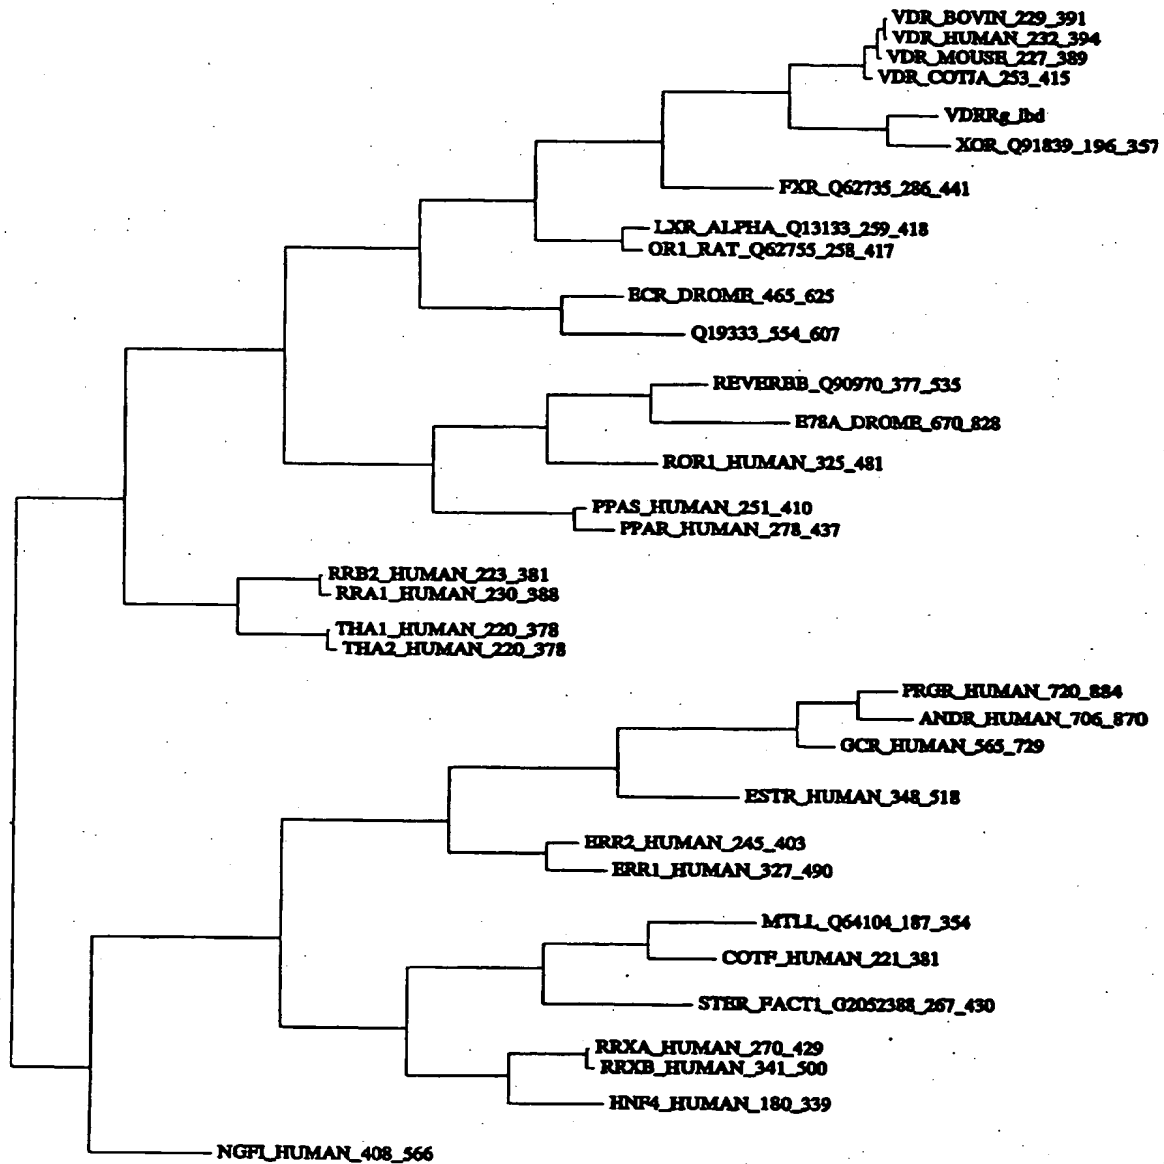 VDR_BOVIN_229_391
VDR_HUMAN_232_394
VDR_MOUSE_227_389
VDR_COTJA_253_415
VDRRg_lbd
XOR_Q91839_196_357
FXR_Q62735_286_441
LXR_ALPHA_Q13133_259_418
OR1_RAT_Q62755_258_417
ECR_DROME_465_625
Q19333_554_607
REVERBB_Q90970_377_535
E78A_DROME_670_828
ROR1_HUMAN_325_481
PPAS_HUMAN_251_410
PPAR_HUMAN_278_437
RRB2_HUMAN_223_381
RRA1_HUMAN_230_388
THA1_HUMAN_220_378
THA2_HUMAN_220_378
PRGR_HUMAN_720_884
ANDR_HUMAN_706_870
GCR_HUMAN_565_729
ESTR_HUMAN_348_518
ERR2_HUMAN_245_403
ERR1_HUMAN_327_490
MTLL_Q64104_187_354
COTF_HUMAN_221_381
STER_FACT1_G2052388_267_430
RRXA_HUMAN_270_429
RRXB_HUMAN_341_500
HNF4_HUMAN_180_339
NGFI_HUMAN_408_566